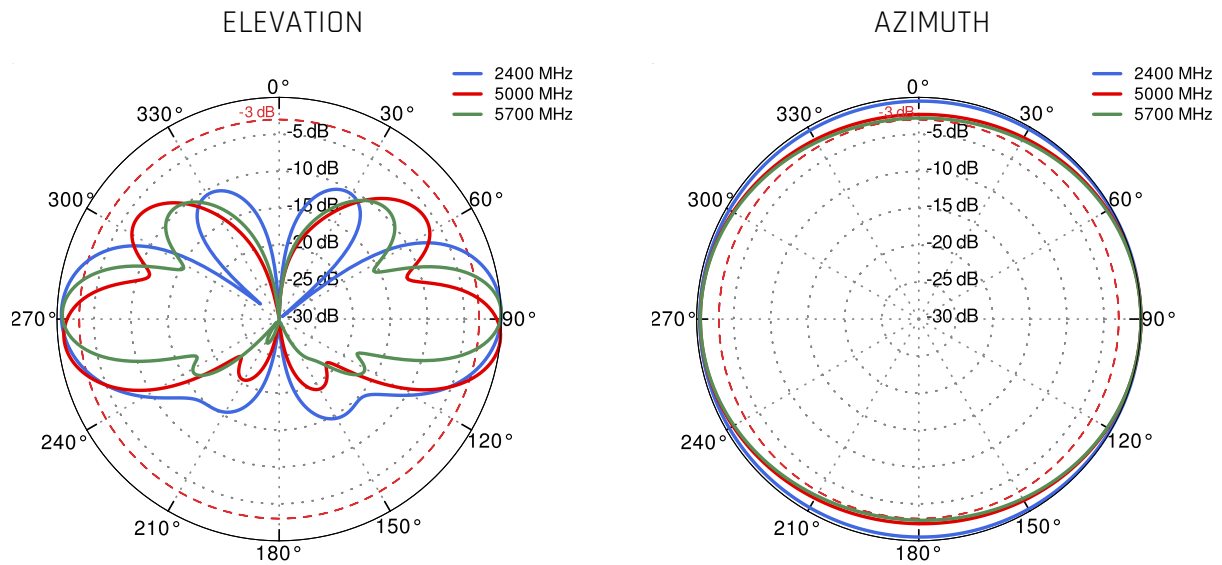 ELEVATION
2400 MHz
5000 MHz
5700 MHz
0°
-3 dB
330°
30°
-5 dB
-10 dB
300°
60°
-15 dB
-20 dB
-25 dB
270°
-30 dB
90°
240°
120°
210°
150°
180°
AZIMUTH
2400 MHz
5000 MHz
5700 MHz
0°
-3 dB
330°
30°
-5 dB
-10 dB
300°
60°
-15 dB
-20 dB
-25 dB
270°
-30 dB
90°
240°
120°
210°
150°
180°